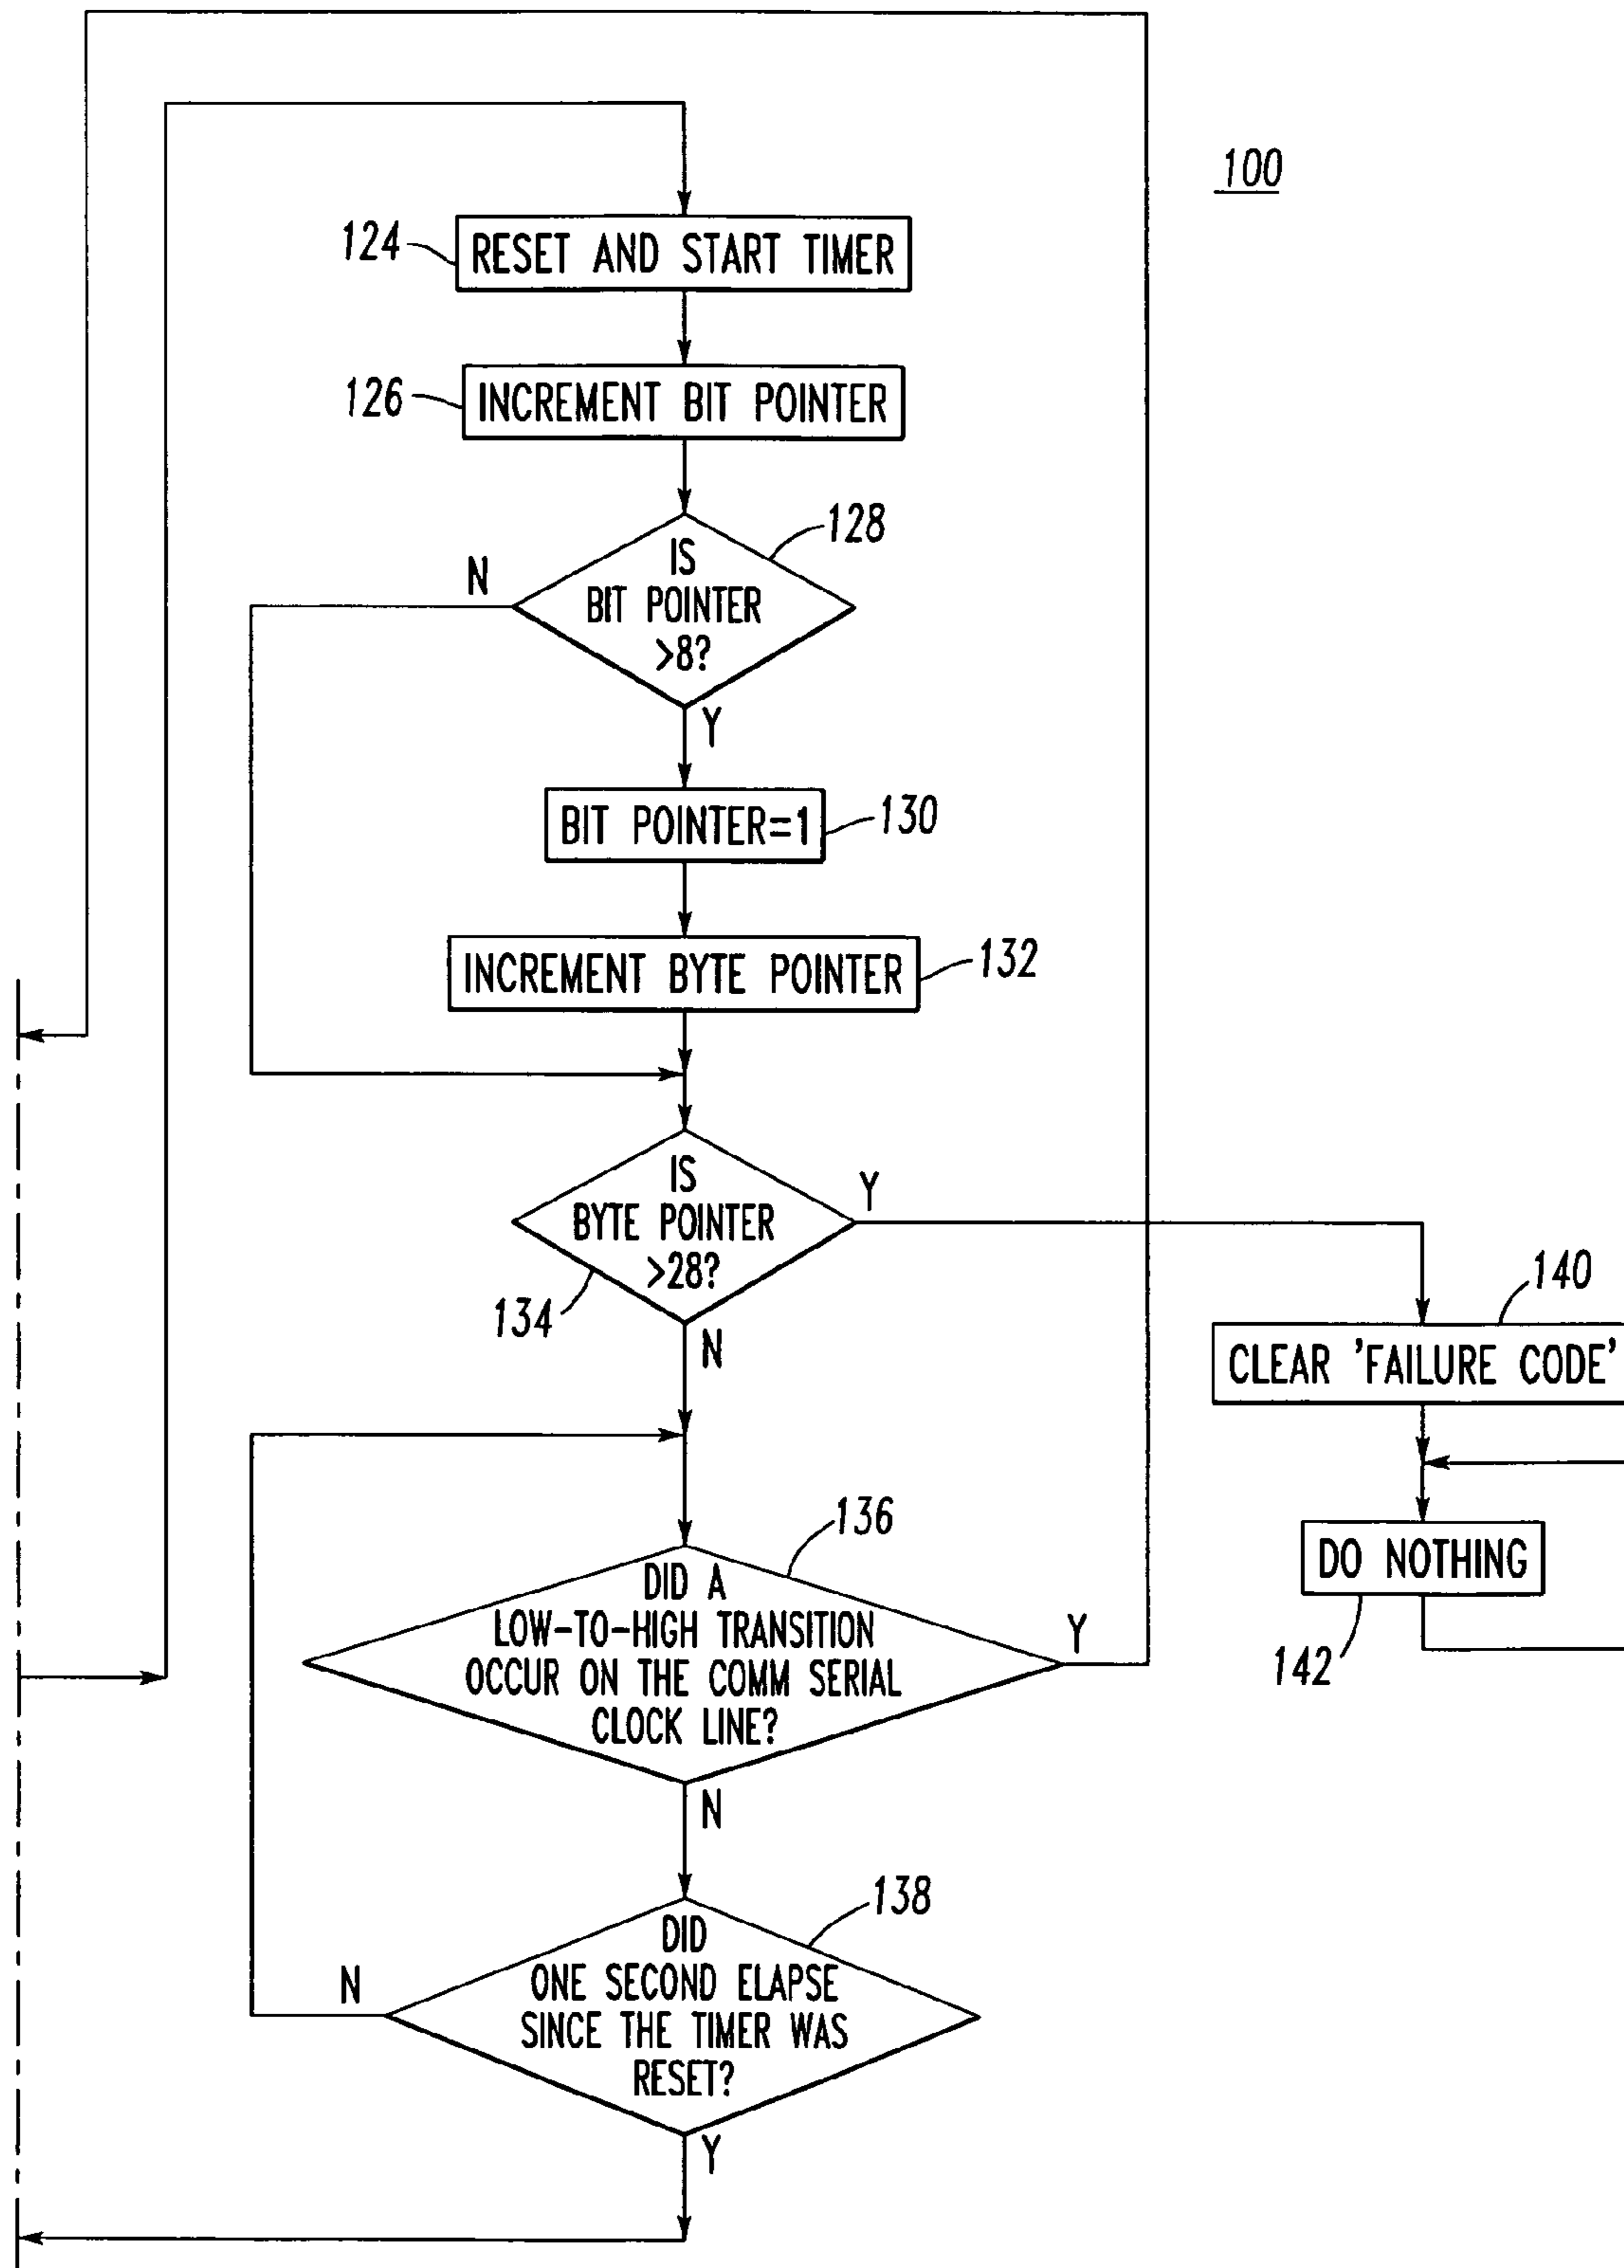 100
124
RESET AND START TIMER
126
INCREMENT BIT POINTER
128
N
IS
BIT POINTER
>8?
Y
BIT POINTER=1
130
INCREMENT BYTE POINTER
132
IS
BYTE POINTER
>28?
Y
134
N
140
CLEAR 'FAILURE CODE'
136
DID A
LOW-TO-HIGH TRANSITION
OCCUR ON THE COMM SERIAL
CLOCK LINE?
Y
DO NOTHING
142
N
138
DID
ONE SECOND ELAPSE
SINCE THE TIMER WAS
RESET?
N
Y